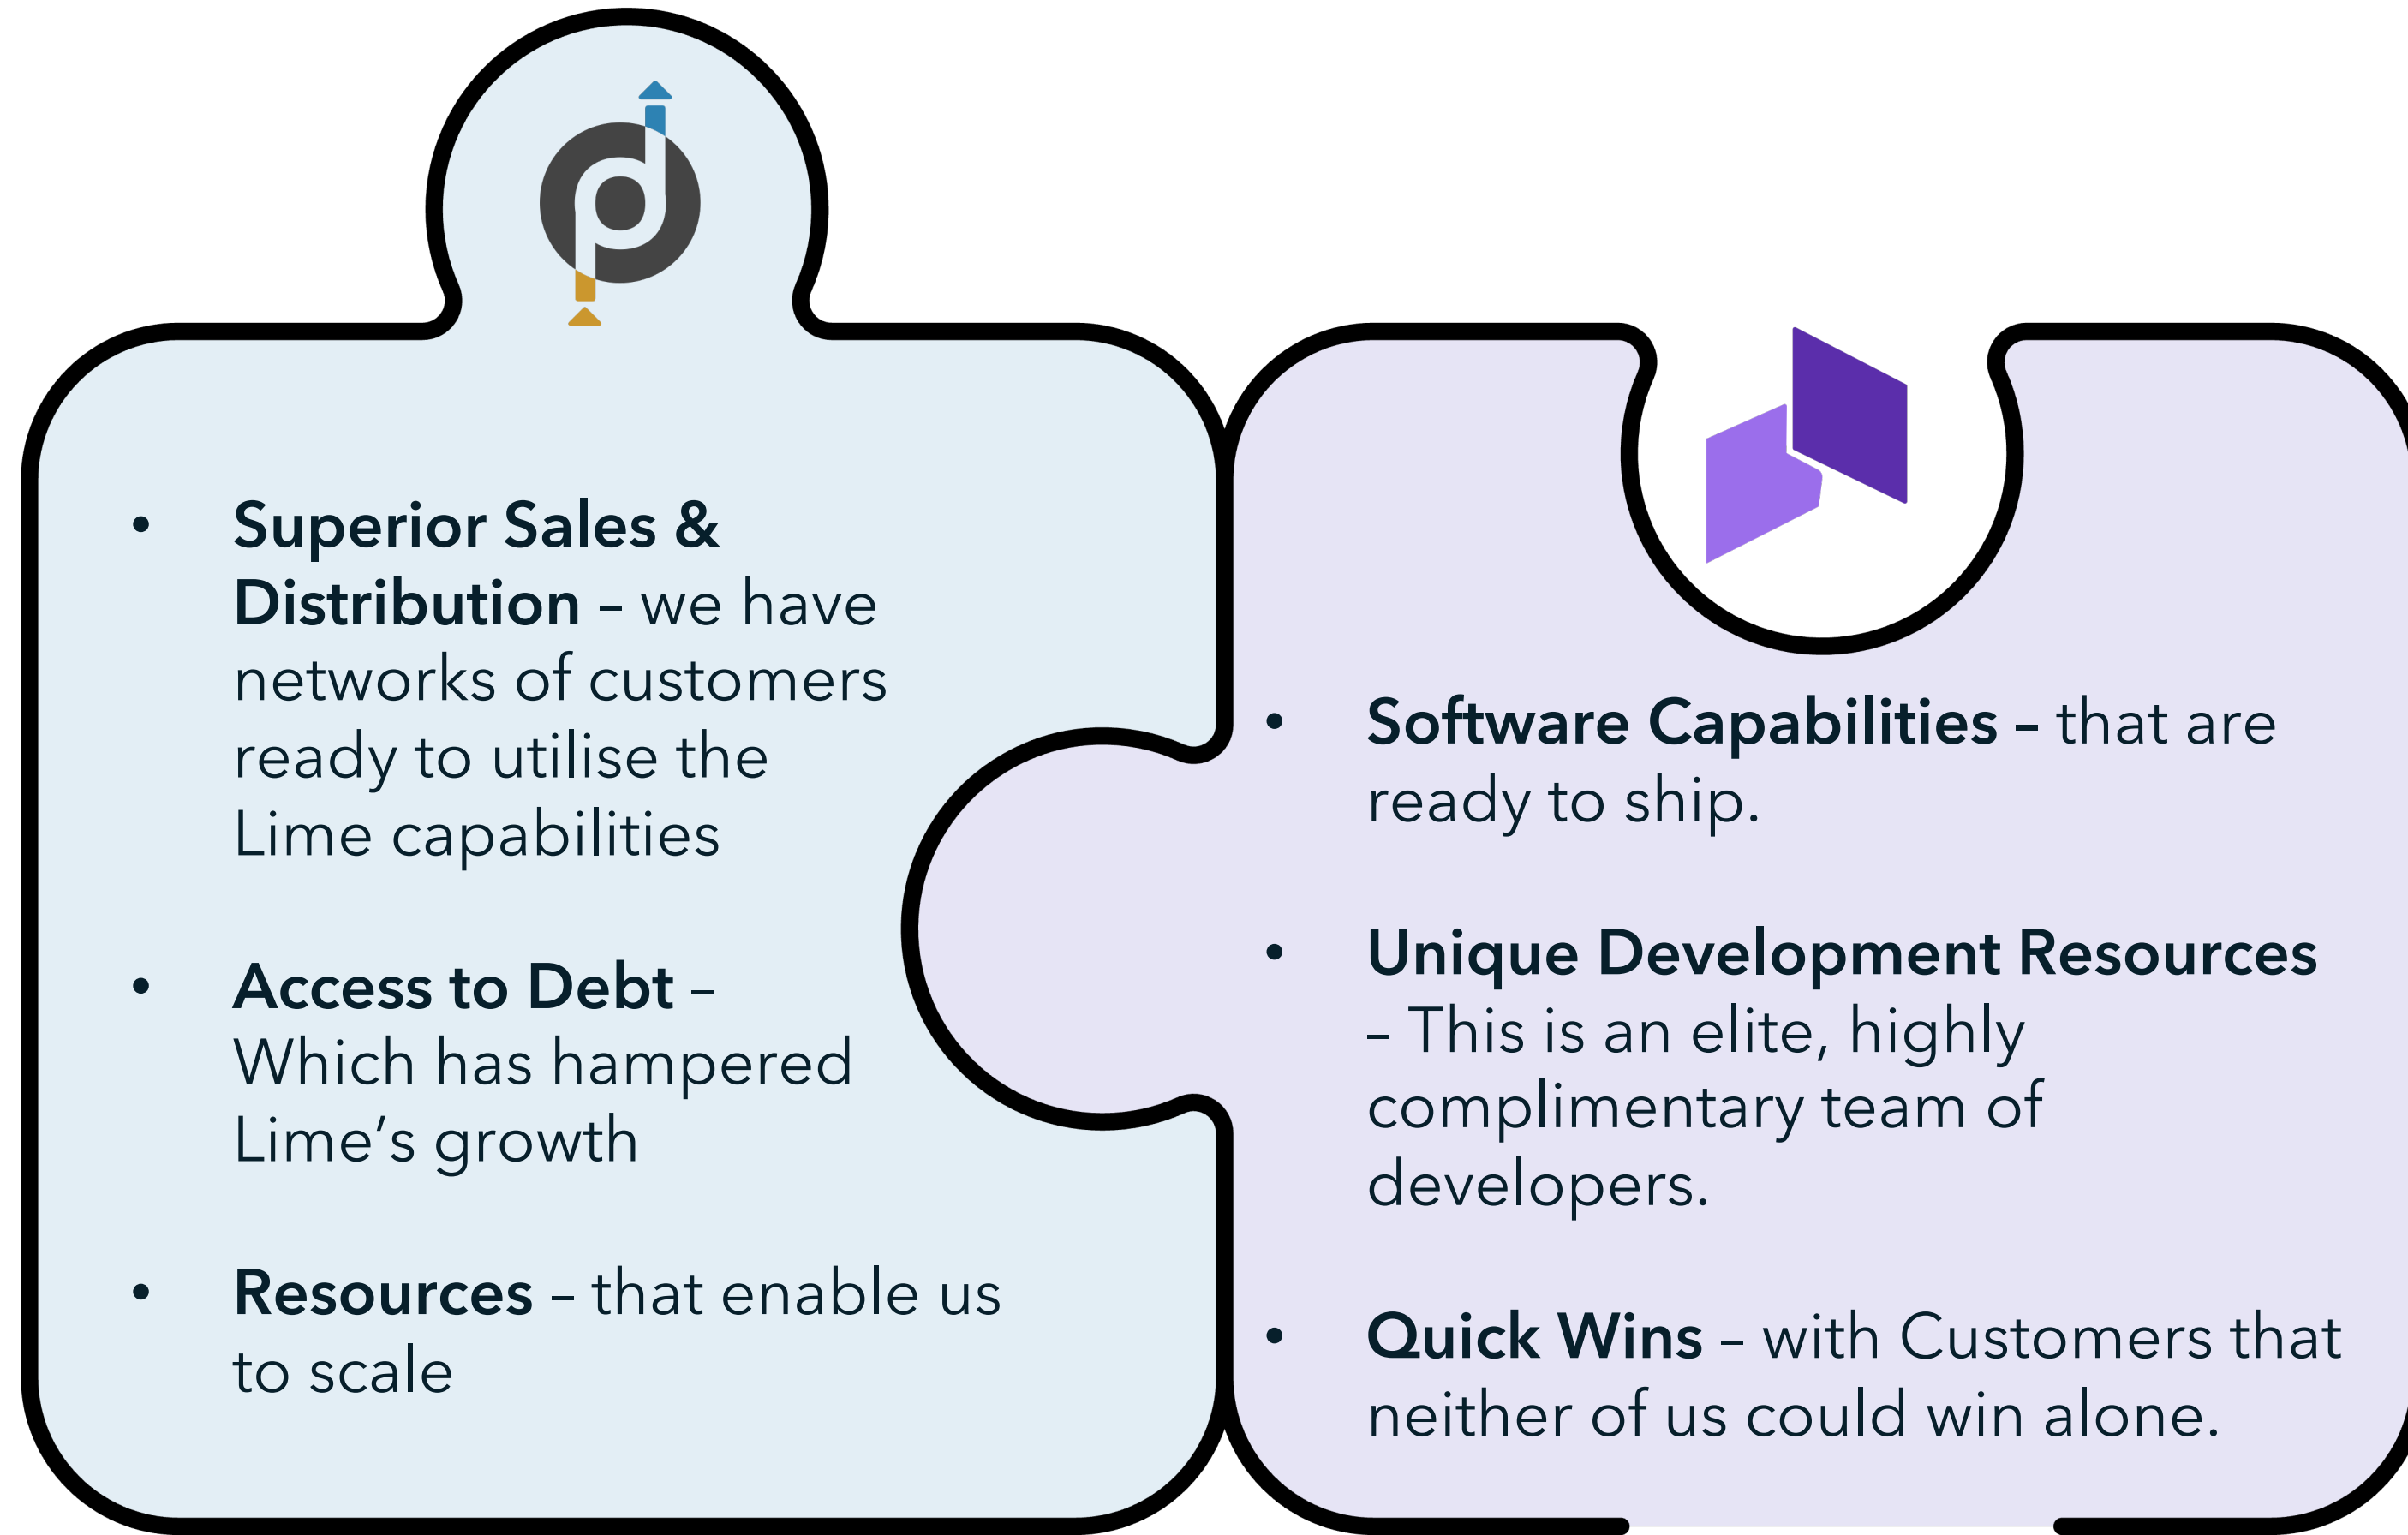 • Superior Sales &
Distribution – we have
networks of customers
ready to utilise the
Lime capabilities
• Access to Debt –
Which has hampered
Lime’s growth
• Resources – that enable us
to scale
• Software Capabilities – that are
ready to ship.
• Unique Development Resources
– This is an elite, highly
complimentary team of
developers.
• Quick Wins – with Customers that
neither of us could win alone.